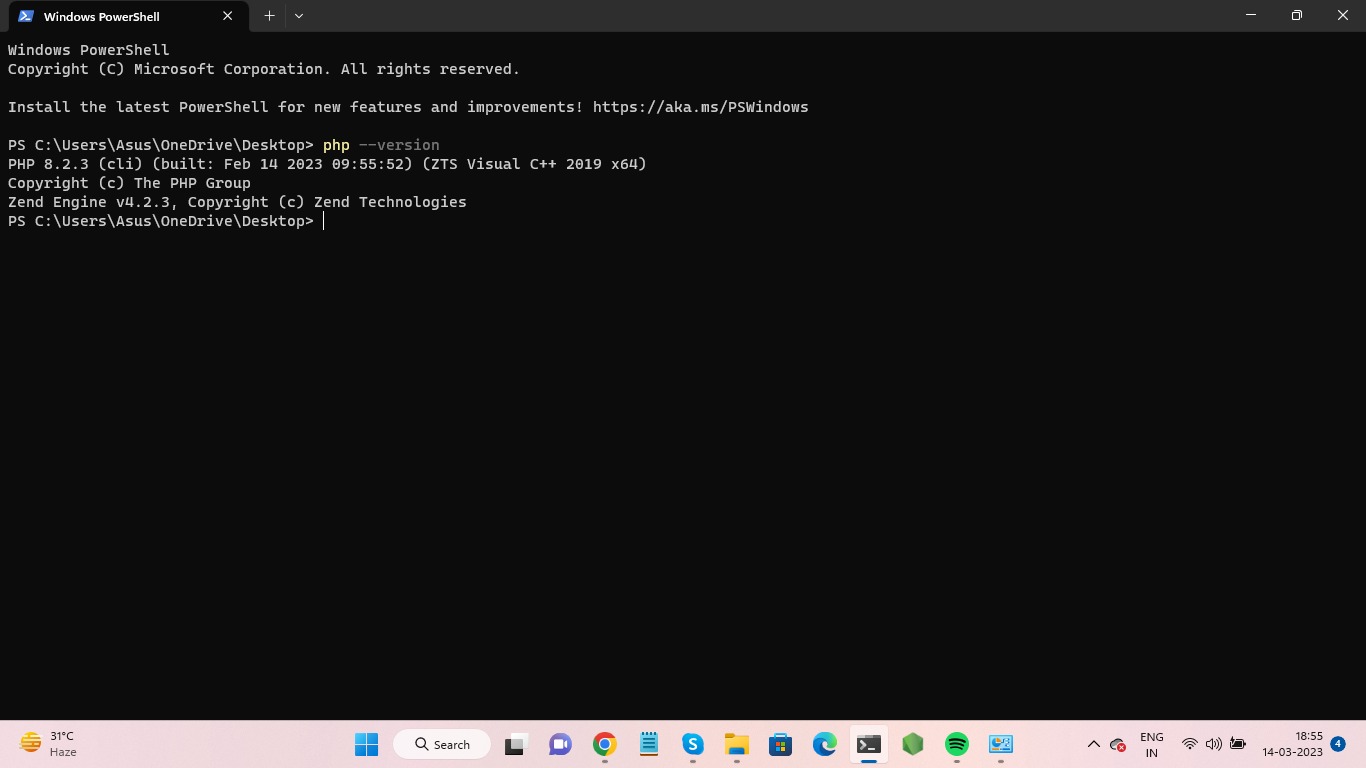 Windows PowerShell
Windows PowerShell
Copyright (C) Microsoft Corporation. All rights reserved.
Install the latest PowerShell for new features and improvements! https://aka.ms/PSWindows
PS C:\Users\Asus\OneDrive\Desktop> php --version
PHP 8.2.3 (cli) (built: Feb 14 2023 09:55:52) (ZTS Visual C++ 2019 x64)
Copyright (c) The PHP Group
Zend Engine v4.2.3, Copyright (c) Zend Technologies
PS C:\Users\Asus\OneDrive\Desktop>
31°C
Haze
Search
ENG
IN
18:55
14-03-2023
4